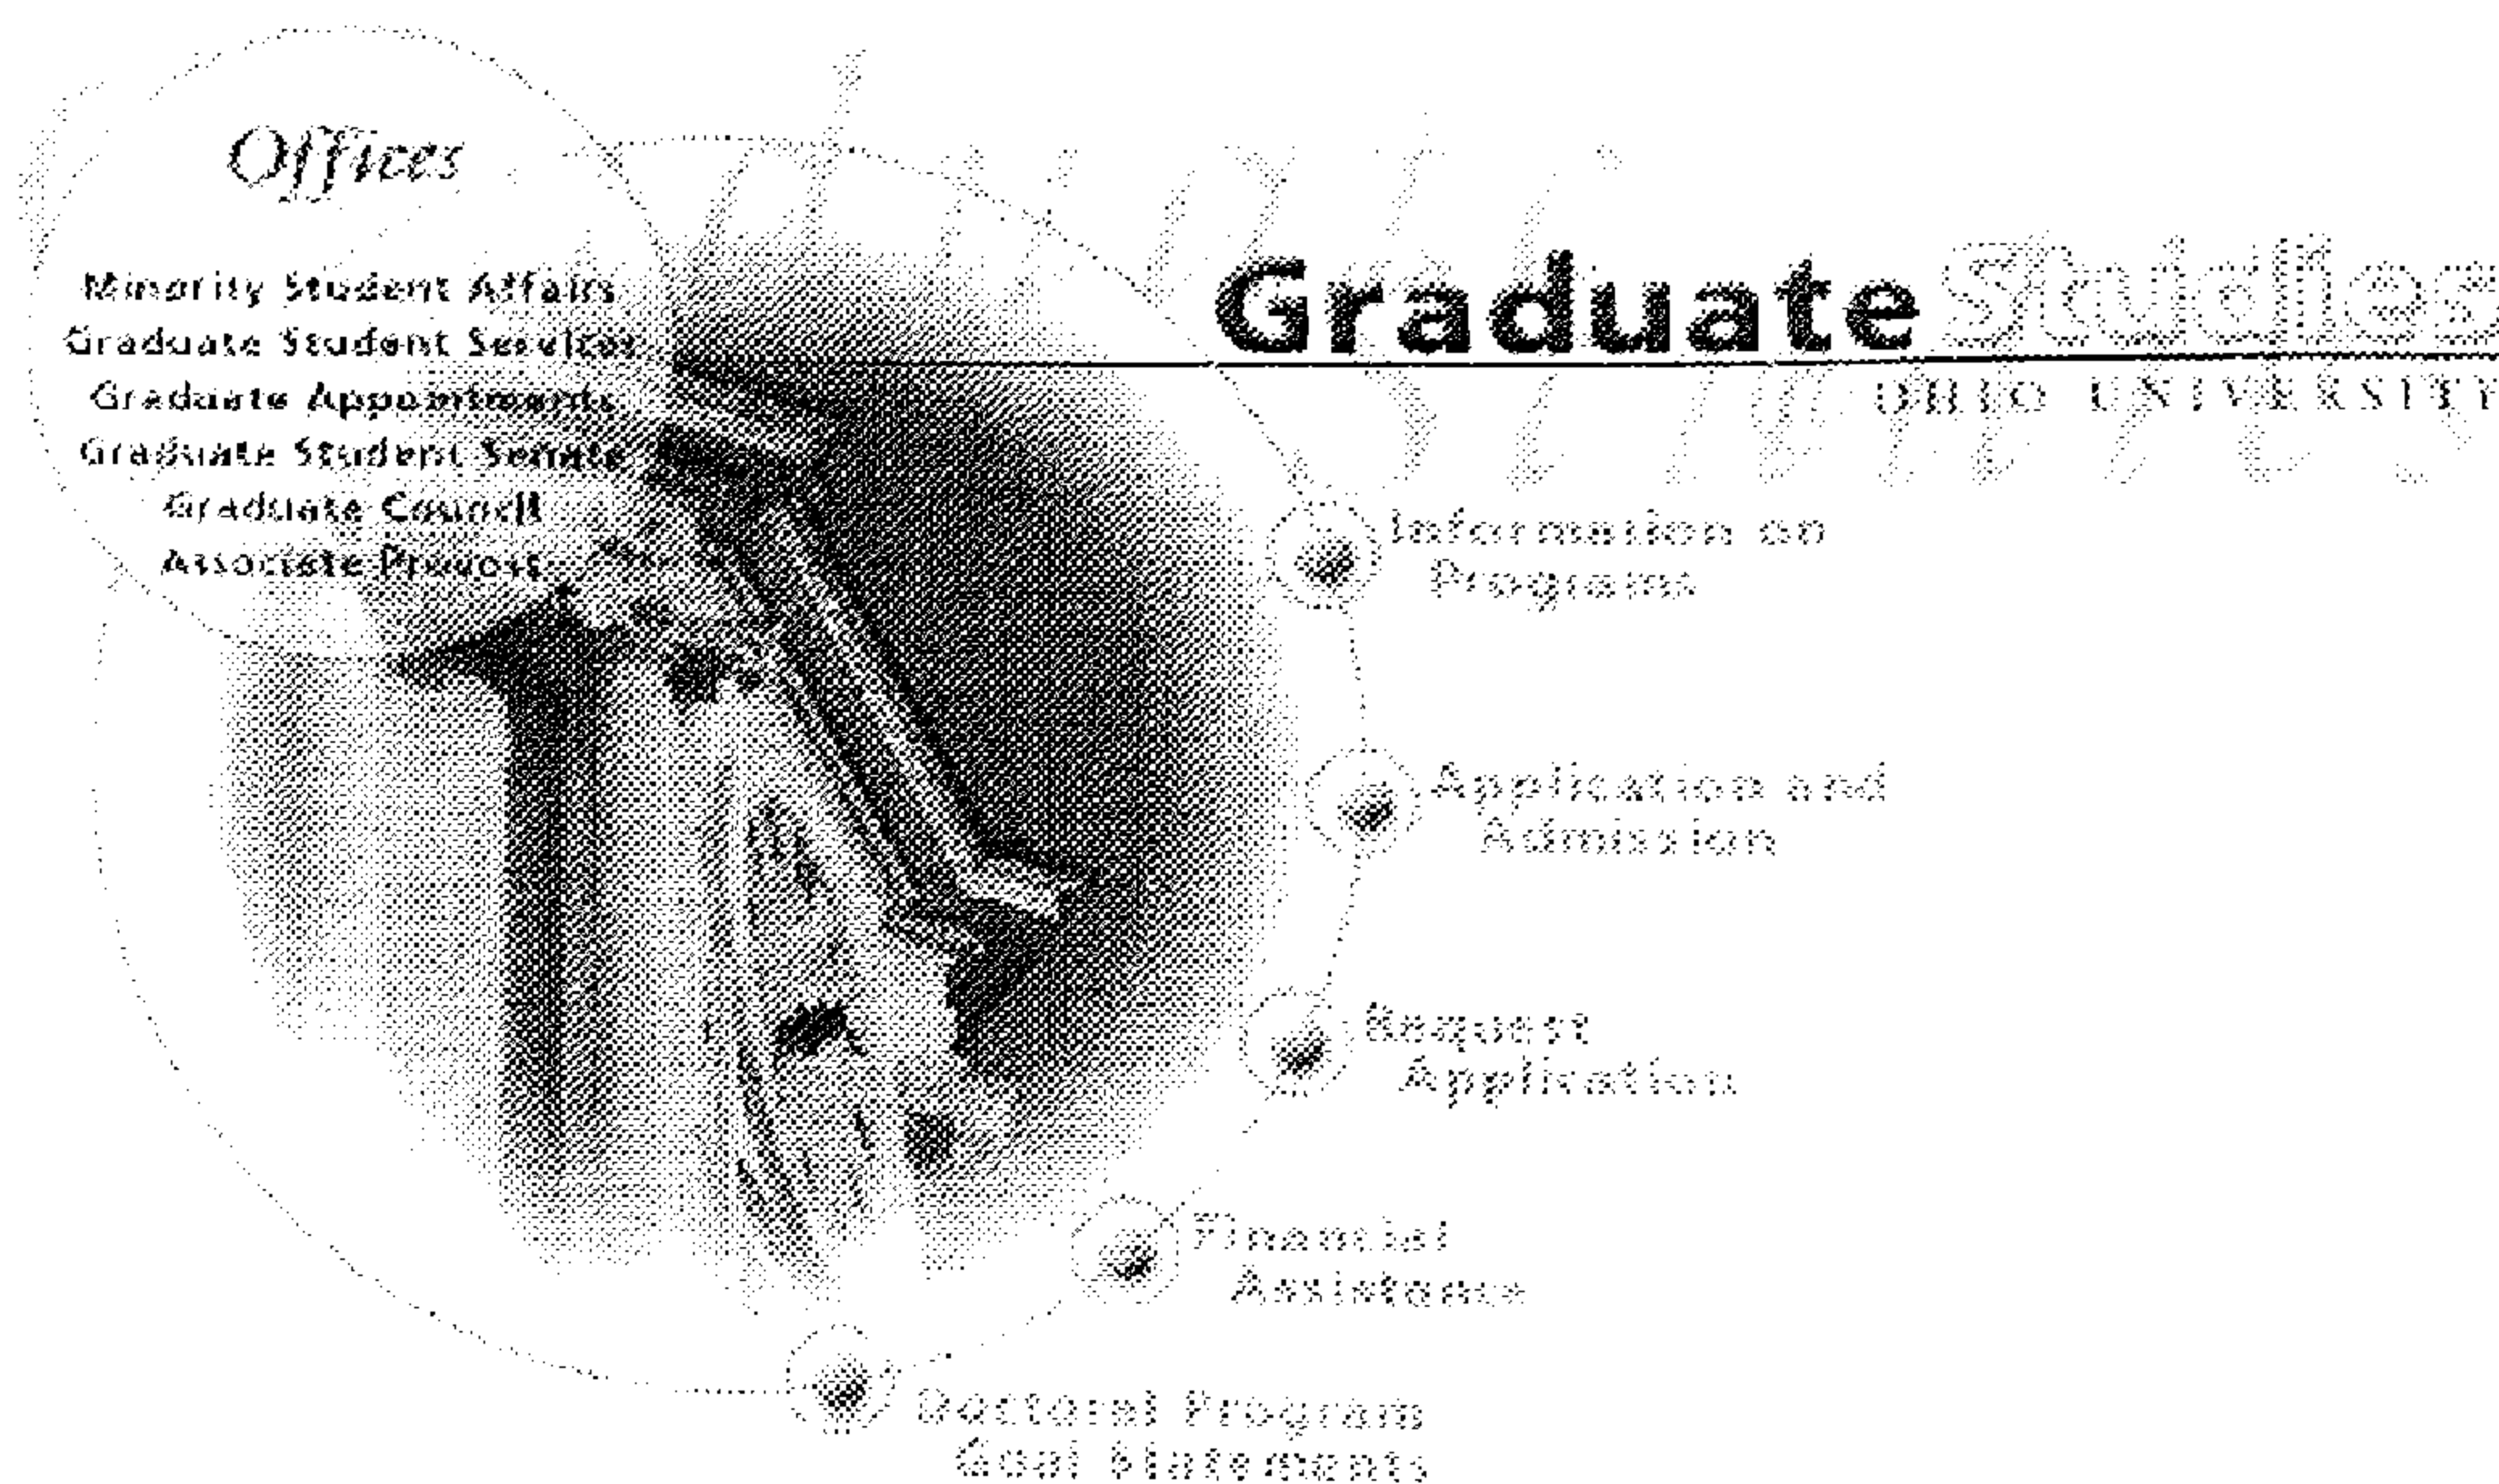 Offices
Minority Student Affairs
Graduate Student Services
Graduate Appointments
Graduate Student Senate
Graduate Council
Associate Provost
Graduate Studies
OHIO UNIVERSITY
Information on
Programs
Application and
Admission
Request
Application
Financial
Assistance
Doctoral Program
Goal Statements